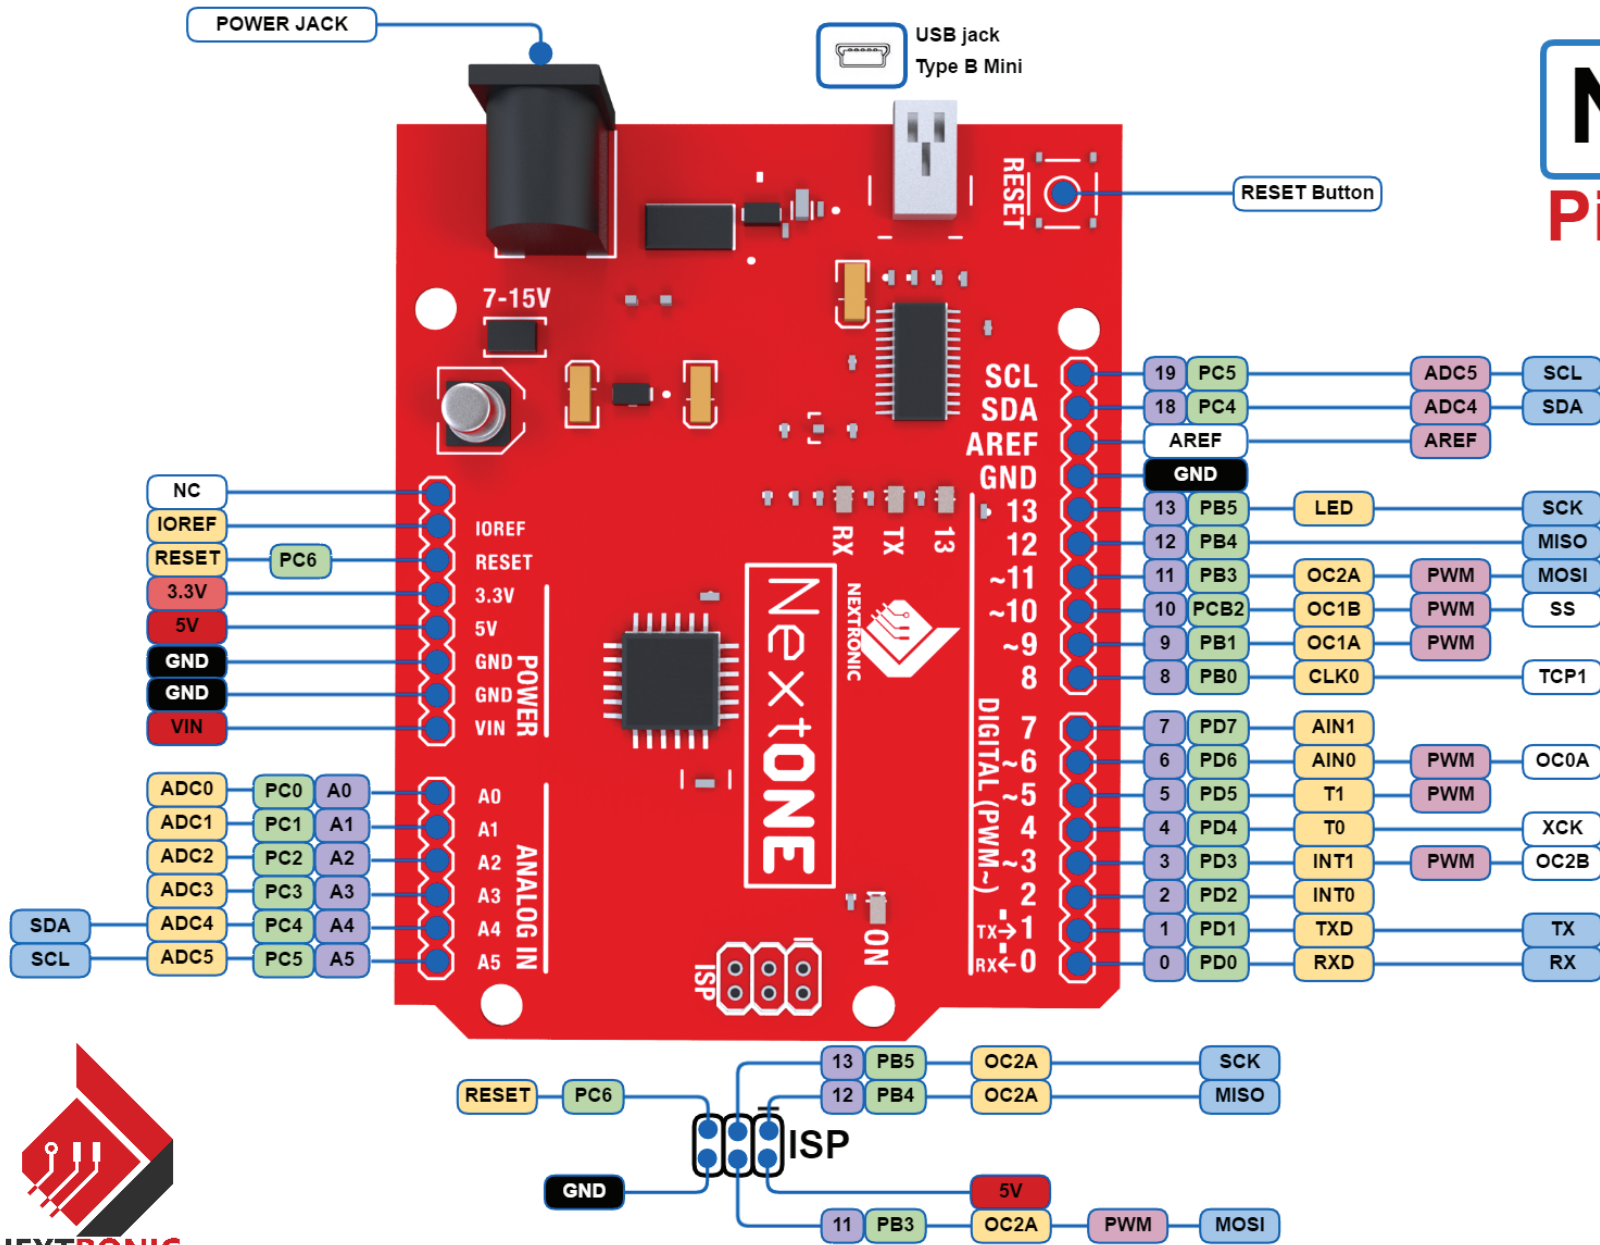 POWER JACK
USB jack
Type B Mini
N
Pi
RESET
RESET Button
7-15V
SCL 19 PC5 ADC5 SCL
SDA 18 PC4 ADC4 SDA
AREF AREF AREF
GND GND
13 13 PB5 LED SCK
12 12 PB4 MISO
~11 11 PB3 OC2A PWM MOSI
~10 10 PCB2 OC1B PWM SS
~9 9 PB1 OC1A PWM
8 8 PB0 CLK0 TCP1
7 7 PD7 AIN1
~6 6 PD6 AIN0 PWM OC0A
~5 5 PD5 T1 PWM
4 4 PD4 T0 XCK
~3 3 PD3 INT1 PWM OC2B
2 2 PD2 INT0
TX→1 1 PD1 TXD TX
RX←0 0 PD0 RXD RX
DIGITAL (PWM~)
RX
TX
13
NC
IOREF IOREF
RESET PC6 RESET
3.3V 3.3V
5V 5V
GND GND
GND GND
VIN VIN
POWER
ADC0 PC0 A0 A0
ADC1 PC1 A1 A1
ADC2 PC2 A2 A2
ADC3 PC3 A3 A3
SDA ADC4 PC4 A4 A4
SCL ADC5 PC5 A5 A5
ANALOG IN
NextONE
NEXTRONIC
ON
ISP
13 PB5 OC2A SCK
RESET PC6
12 PB4 OC2A MISO
ISP
GND
5V
11 PB3 OC2A PWM MOSI
NEXTRONIC